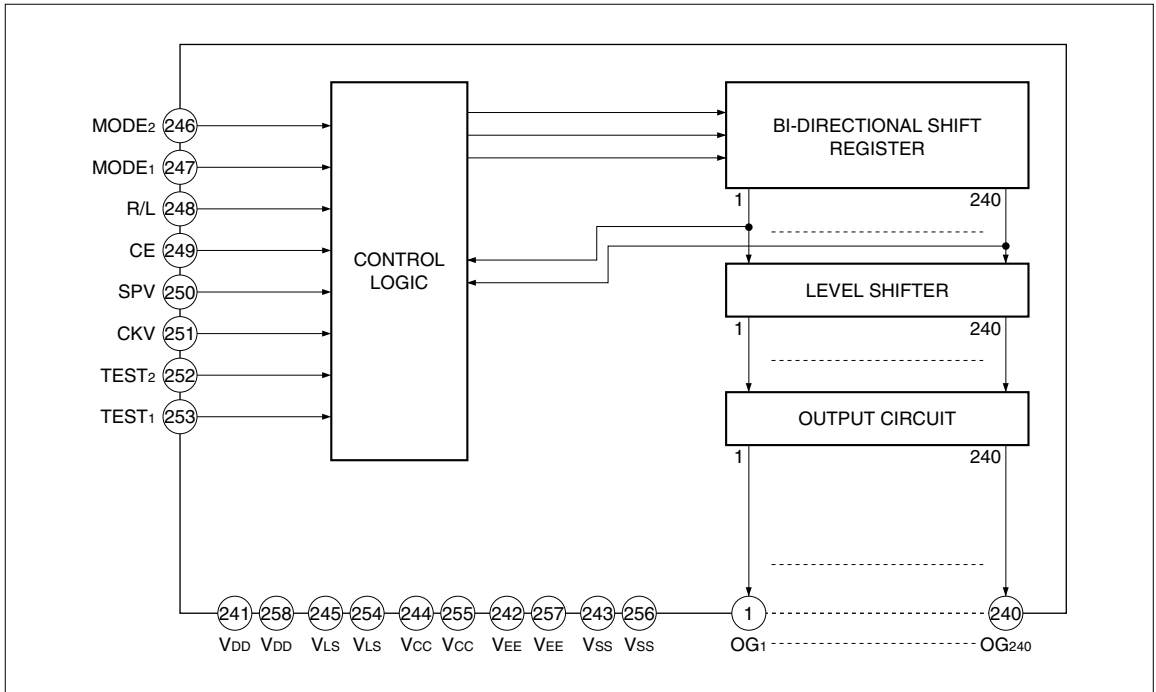 MODE2 246
MODE1 247
R/L 248
CE 249
SPV 250
CKV 251
TEST2 252
TEST1 253
CONTROL
LOGIC
BI-DIRECTIONAL SHIFT
REGISTER
1 240
LEVEL SHIFTER
1 240
OUTPUT CIRCUIT
1 240
241 258 245 254 244 255 242 257 243 256 1 240
VDD VDD VLS VLS VCC VCC VEE VEE VSS VSS OG1 OG240